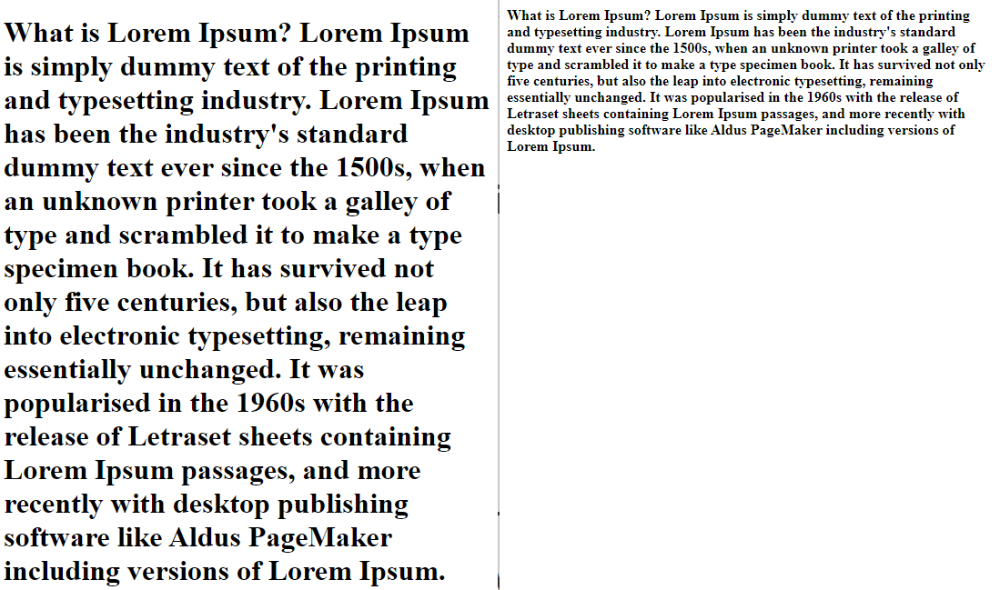 What is Lorem Ipsum? Lorem Ipsum
is simply dummy text of the printing
and typesetting industry. Lorem Ipsum
has been the industry's standard
dummy text ever since the 1500s, when
an unknown printer took a galley of
type and scrambled it to make a type
specimen book. It has survived not
only five centuries, but also the leap
into electronic typesetting, remaining
essentially unchanged. It was
popularised in the 1960s with the
release of Letraset sheets containing
Lorem Ipsum passages, and more
recently with desktop publishing
software like Aldus PageMaker
including versions of Lorem Ipsum.
What is Lorem Ipsum? Lorem Ipsum is simply dummy text of the printing
and typesetting industry. Lorem Ipsum has been the industry's standard
dummy text ever since the 1500s, when an unknown printer took a galley of
type and scrambled it to make a type specimen book. It has survived not only
five centuries, but also the leap into electronic typesetting, remaining
essentially unchanged. It was popularised in the 1960s with the release of
Letraset sheets containing Lorem Ipsum passages, and more recently with
desktop publishing software like Aldus PageMaker including versions of
Lorem Ipsum.